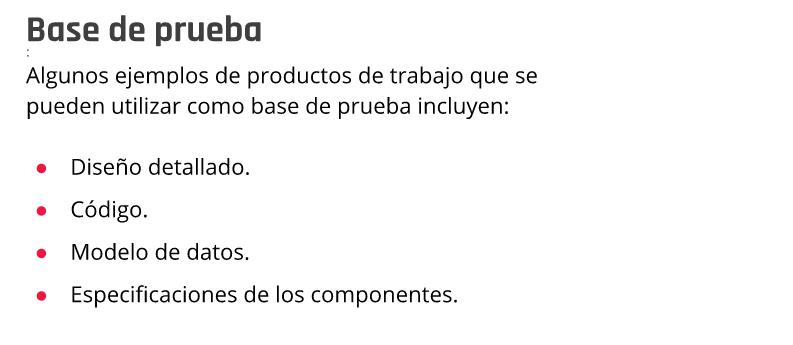 Base de prueba
:
Algunos ejemplos de productos de trabajo que se
pueden utilizar como base de prueba incluyen:
● Diseño detallado.
● Código.
● Modelo de datos.
● Especificaciones de los componentes.